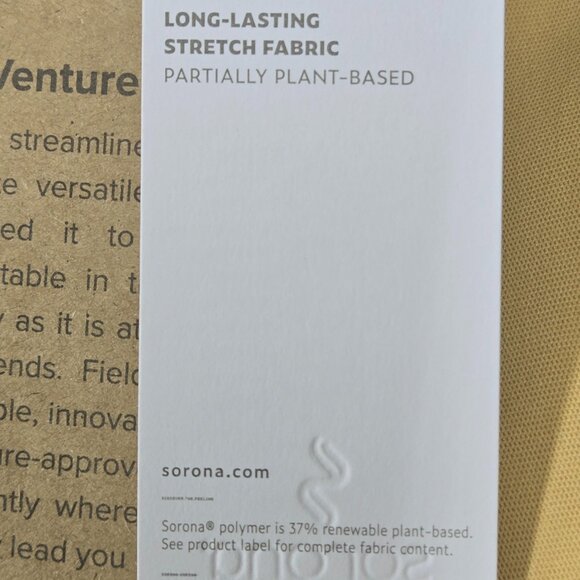 LONG-LASTING
STRETCH FABRIC
PARTIALLY PLANT-BASED
Venture
streamline
e versatile
ed it to
table in t
y as it is at
ends. Field
ble, innova
ure-approv
ntly where
lead you
sorona.com
Sorona® polymer is 37% renewable plant-based.
See product label for complete fabric content.